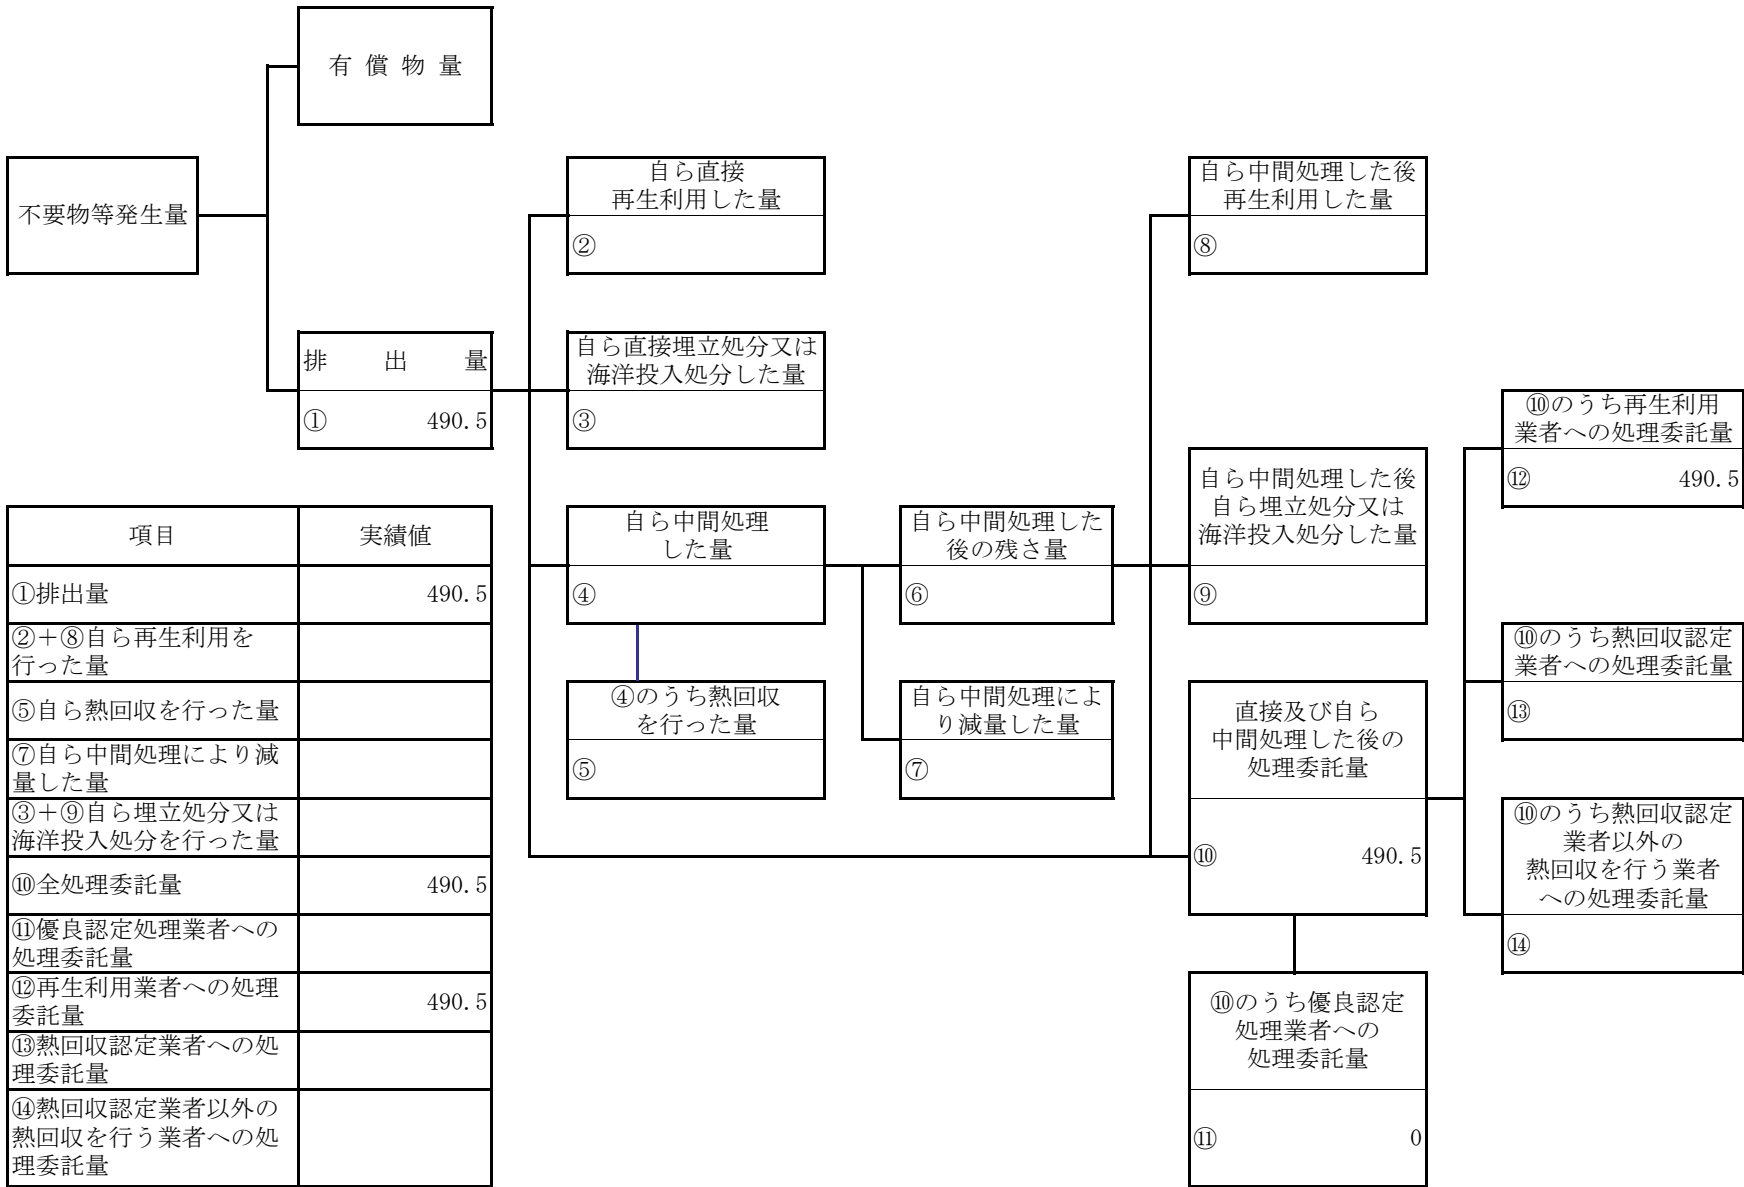 有償物量
不要物等発生量
自ら直接
再生利用した量
②
自ら中間処理した後
再生利用した量
⑧
排出量
① 490.5
自ら直接埋立処分又は
海洋投入処分した量
③
⑩のうち再生利用
業者への処理委託量
⑫ 490.5
自ら中間処理した後
自ら埋立処分又は
海洋投入処分した量
⑨
自ら中間処理
した量
④
自ら中間処理した
後の残さ量
⑥
⑩のうち熱回収認定
業者への処理委託量
⑬
④のうち熱回収
を行った量
⑤
自ら中間処理によ
り減量した量
⑦
直接及び自ら
中間処理した後の
処理委託量
⑩ 490.5
⑩のうち熱回収認定
業者以外の
熱回収を行う業者
への処理委託量
⑭
⑩のうち優良認定
処理業者への
処理委託量
⑪ 0
項目 実績値
①排出量 490.5
②+⑧自ら再生利用を
行った量
⑤自ら熱回収を行った量
⑦自ら中間処理により減
量した量
③+⑨自ら埋立処分又は
海洋投入処分を行った量
⑩全処理委託量 490.5
⑪優良認定処理業者への
処理委託量
⑫再生利用業者への処理
委託量 490.5
⑬熱回収認定業者への処
理委託量
⑭熱回収認定業者以外の
熱回収を行う業者への処
理委託量